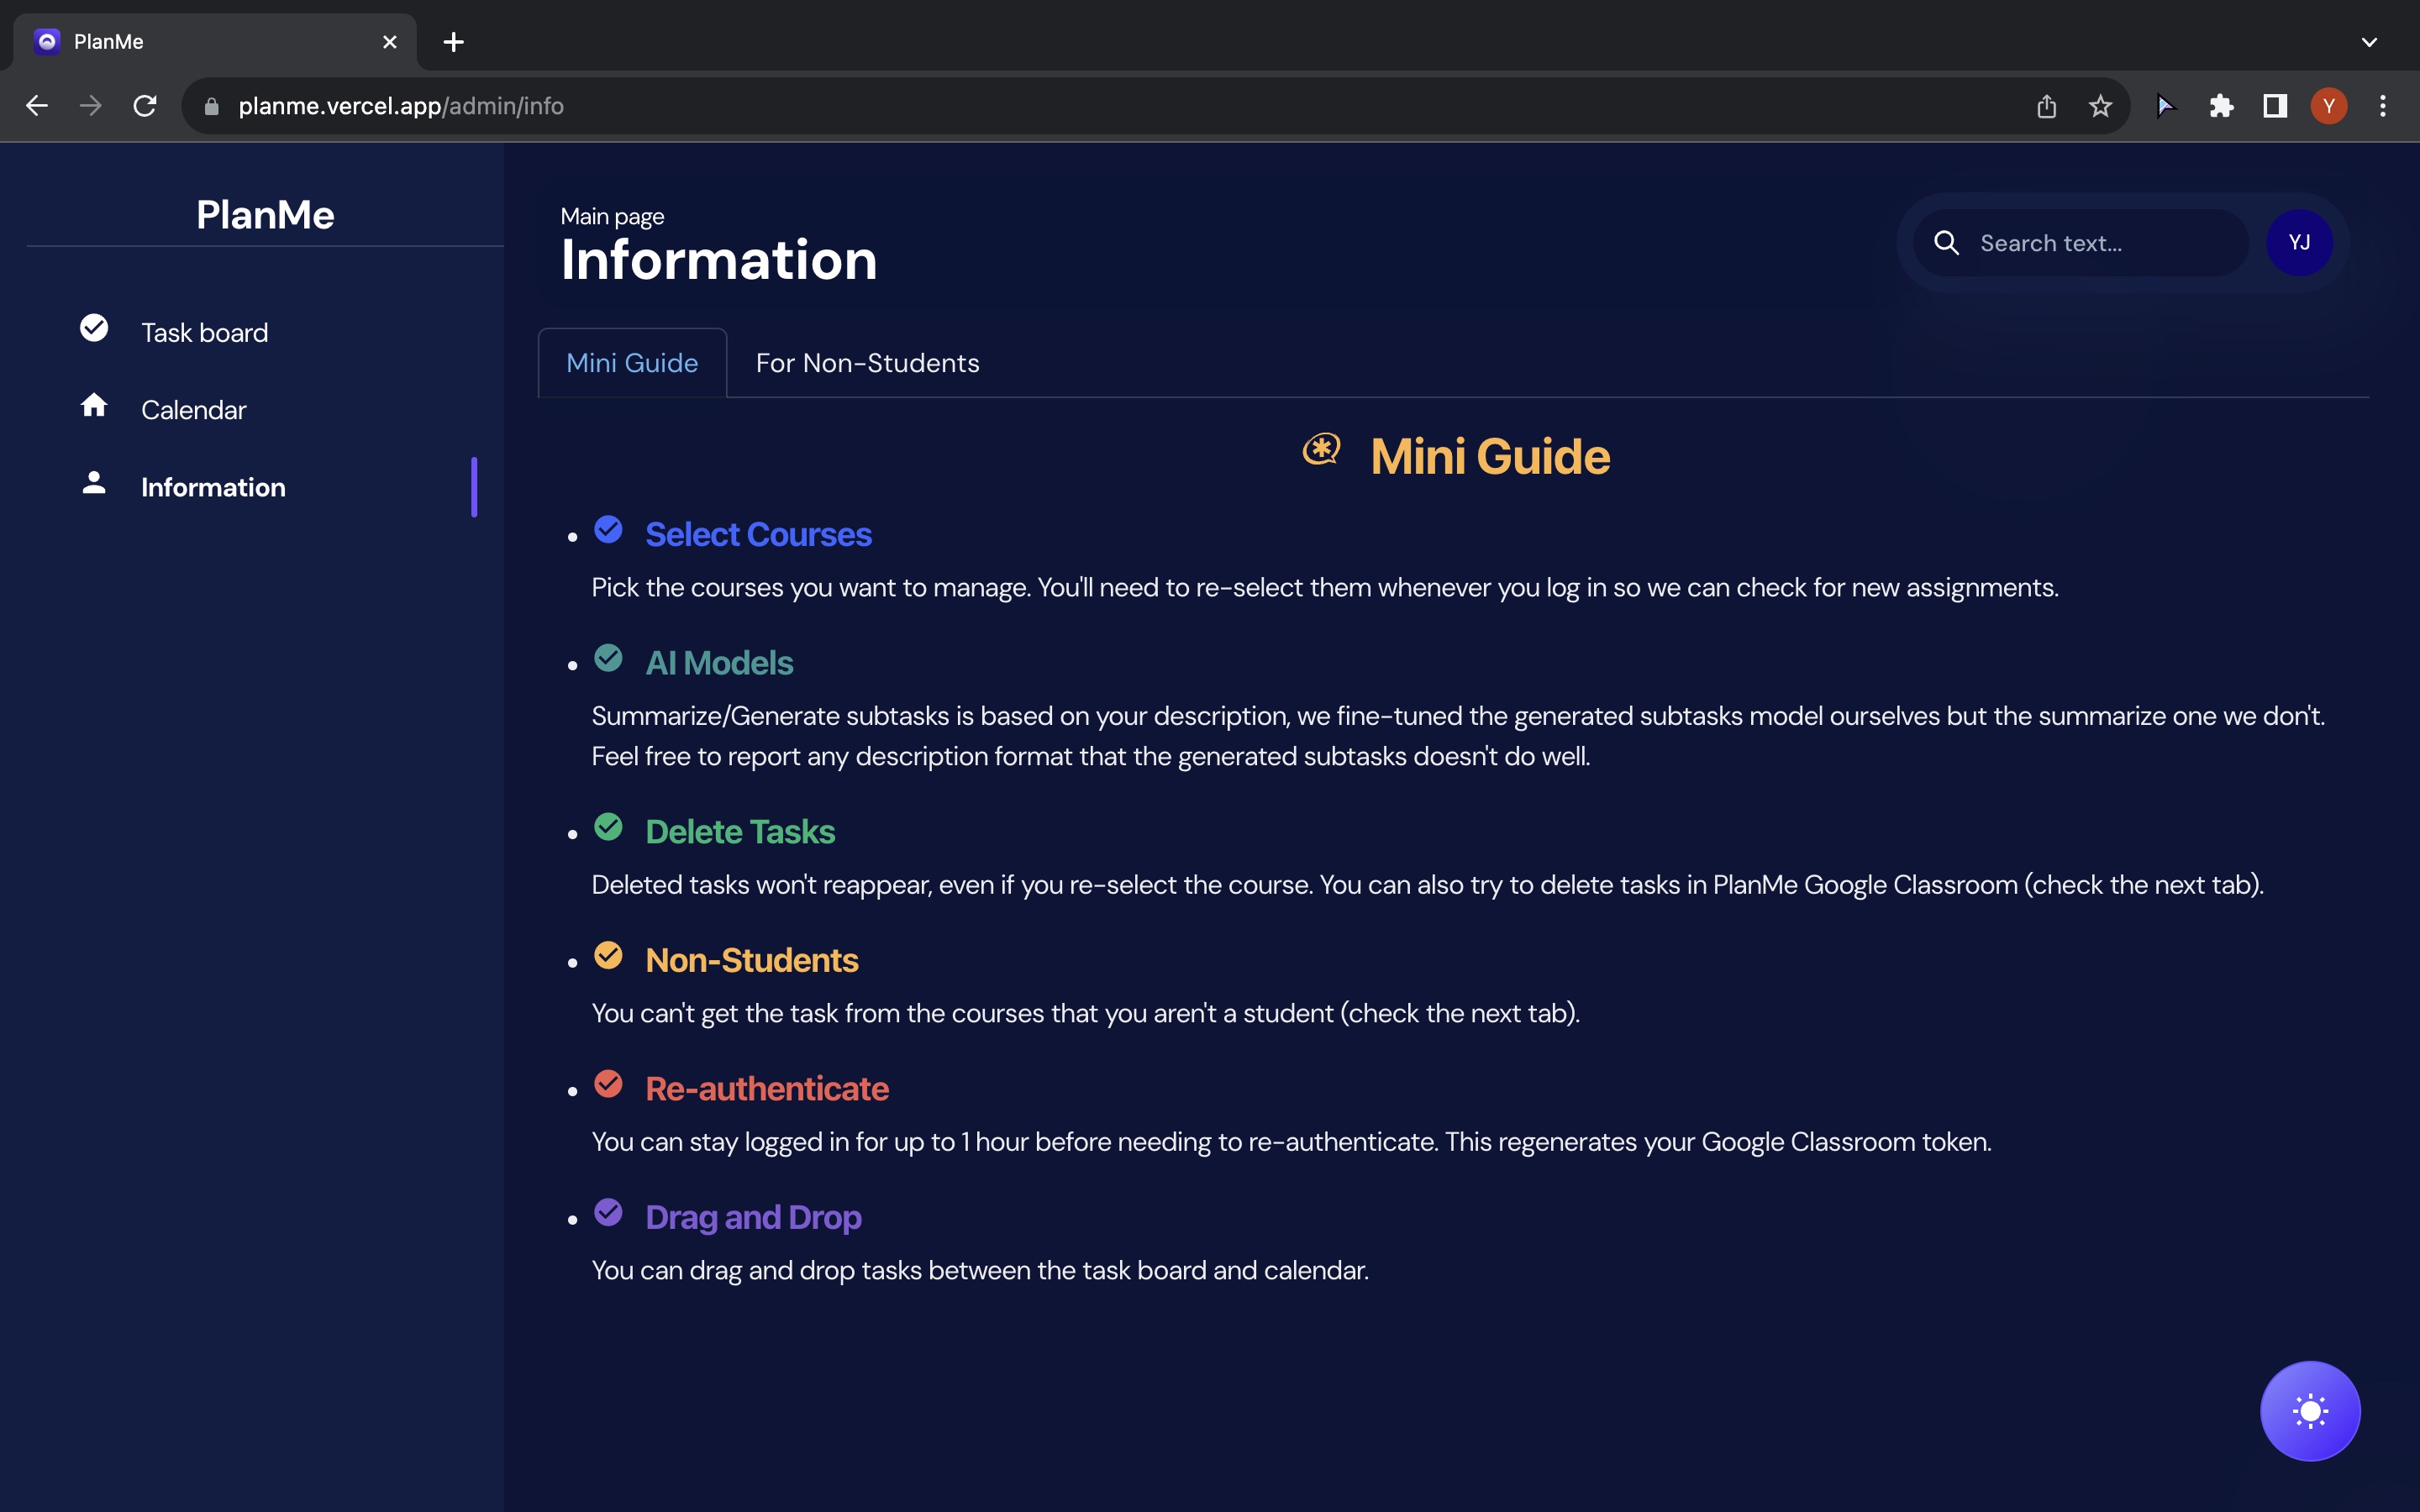 PlanMe
planme.vercel.app/admin/info
Y
PlanMe
Task board
Calendar
Information
Main page
Information
Search text...
YJ
Mini Guide
For Non-Students
Mini Guide
Select Courses
Pick the courses you want to manage. You'll need to re-select them whenever you log in so we can check for new assignments.
AI Models
Summarize/Generate subtasks is based on your description, we fine-tuned the generated subtasks model ourselves but the summarize one we don't.
Feel free to report any description format that the generated subtasks doesn't do well.
Delete Tasks
Deleted tasks won't reappear, even if you re-select the course. You can also try to delete tasks in PlanMe Google Classroom (check the next tab).
Non-Students
You can't get the task from the courses that you aren't a student (check the next tab).
Re-authenticate
You can stay logged in for up to 1 hour before needing to re-authenticate. This regenerates your Google Classroom token.
Drag and Drop
You can drag and drop tasks between the task board and calendar.